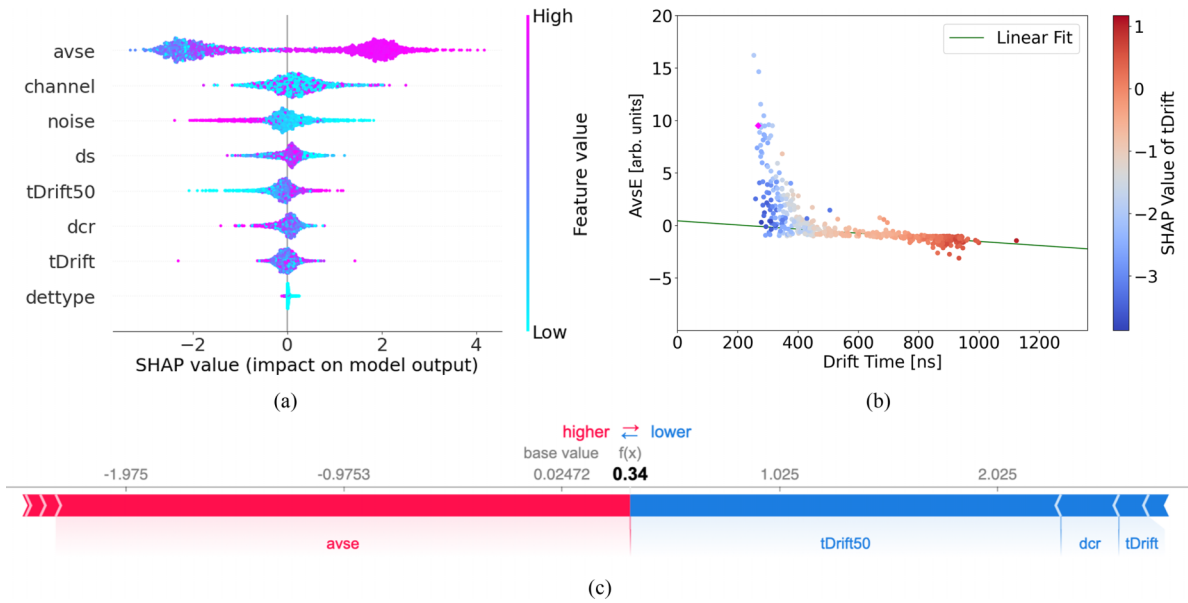 High
avse
channel
noise
ds
tDrift50
dcr
tDrift
dettype
Low
Feature value
−2 0 2 4
SHAP value (impact on model output)
(a)
20
15
10
5
0
−5
AvsE [arb. units]
Linear Fit
0 200 400 600 800 1000 1200
Drift Time [ns]
1
0
−1
−2
−3
SHAP Value of tDrift
(b)
higher ⇄ lower
base value f(x)
-1.975 -0.9753 0.02472 0.34 1.025 2.025
avse tDrift50 dcr tDrift
(c)